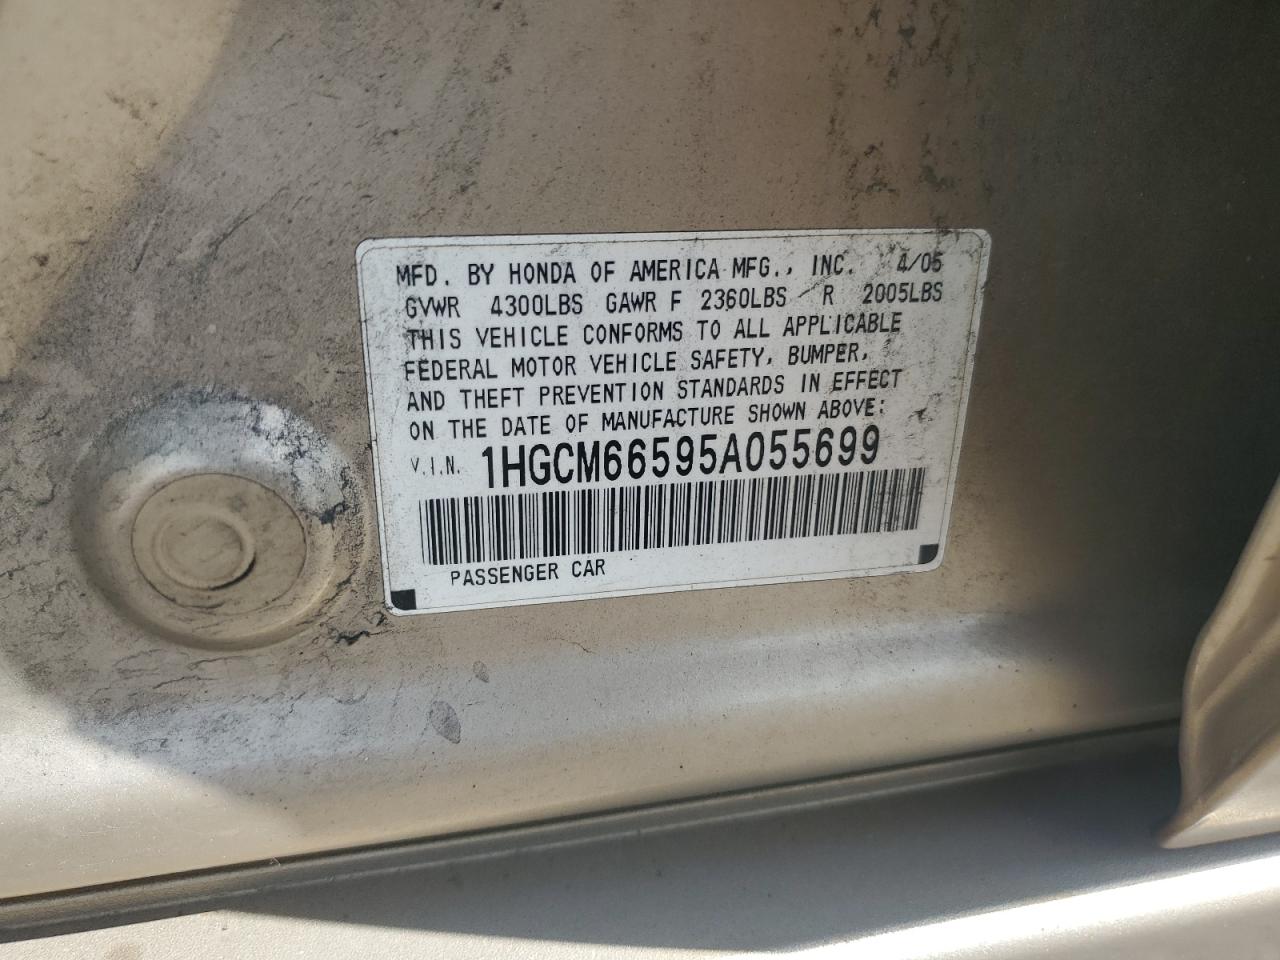 MFD. BY HONDA OF AMERICA MFG., INC. 4/05
GVWR 4300LBS GAWR F 2360LBS R 2005LBS
THIS VEHICLE CONFORMS TO ALL APPLICABLE
FEDERAL MOTOR VEHICLE SAFETY, BUMPER,
AND THEFT PREVENTION STANDARDS IN EFFECT
ON THE DATE OF MANUFACTURE SHOWN ABOVE:
V.I.N. 1HGCM66595A055699
PASSENGER CAR